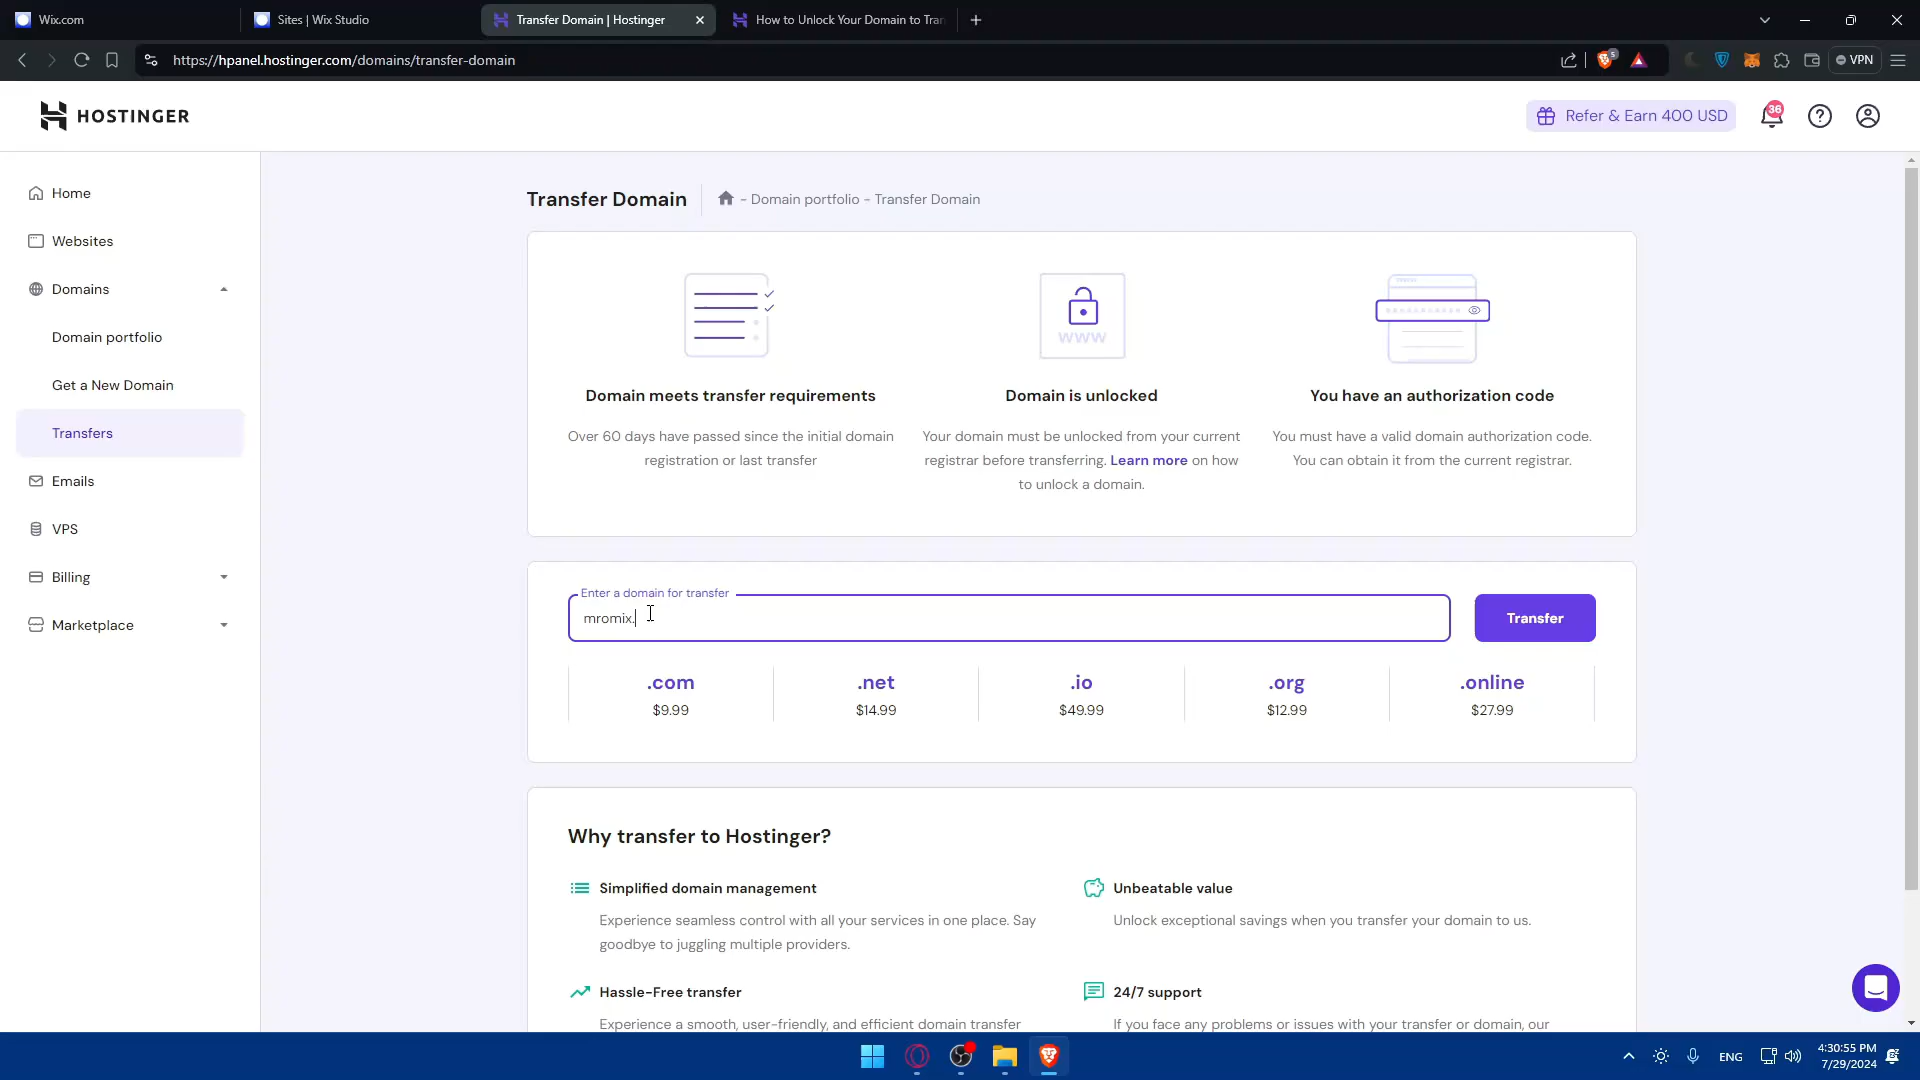 Wix.com
Sites | Wix Studio
Transfer Domain | Hostinger
How to Unlock Your Domain to Tran
https://hpanel.hostinger.com/domains/transfer-domain
5
VPN
HOSTINGER
Refer & Earn 400 USD
36
Home
Websites
Domains
Domain portfolio
Get a New Domain
Transfers
Emails
VPS
Billing
Marketplace
Transfer Domain
- Domain portfolio - Transfer Domain
WWW
Domain meets transfer requirements
Over 60 days have passed since the initial domain
registration or last transfer
Domain is unlocked
Your domain must be unlocked from your current
registrar before transferring. Learn more on how
to unlock a domain.
You have an authorization code
You must have a valid domain authorization code.
You can obtain it from the current registrar.
Enter a domain for transfer
mromix.
Transfer
.com
$9.99
.net
$14.99
.io
$49.99
.org
$12.99
.online
$27.99
Why transfer to Hostinger?
Simplified domain management
Experience seamless control with all your services in one place. Say
goodbye to juggling multiple providers.
Unbeatable value
Unlock exceptional savings when you transfer your domain to us.
Hassle-Free transfer
Experience a smooth, user-friendly, and efficient domain transfer
24/7 support
If you face any problems or issues with your transfer or domain, our
ENG
4:30:55 PM
7/29/2024